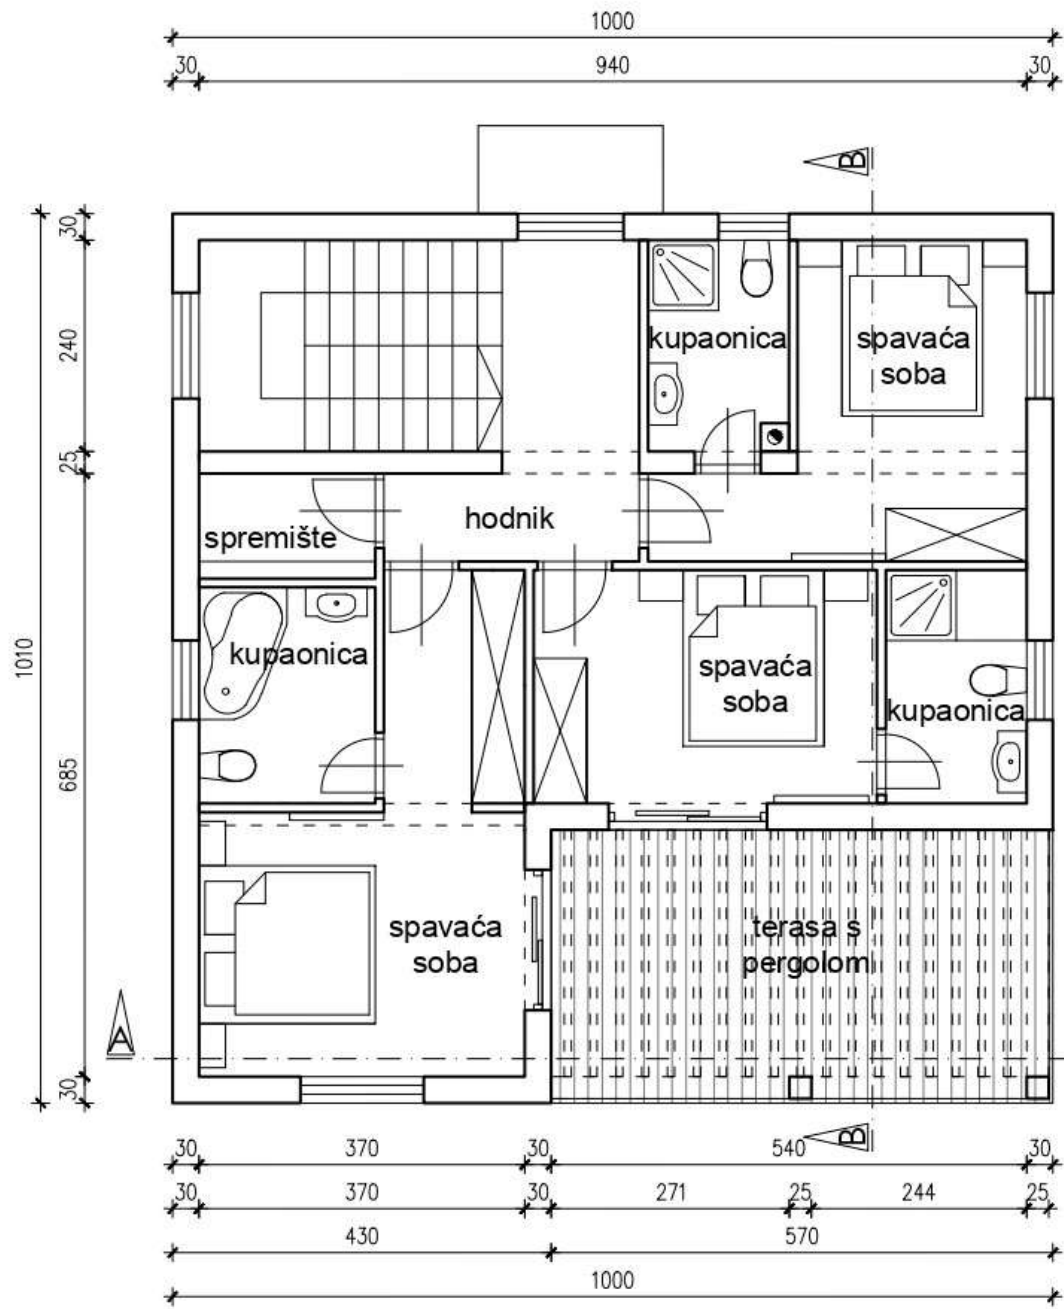 1000
30 940 30
B
30
240
25
685
30
1010
kupaonica
spavaća
soba
hodnik
spremište
kupaonica
spavaća
soba
kupaonica
spavaća
soba
terasa s
pergolom
A
B
30 370 30 540 30
30 370 30 271 25 244 25
430 570
1000